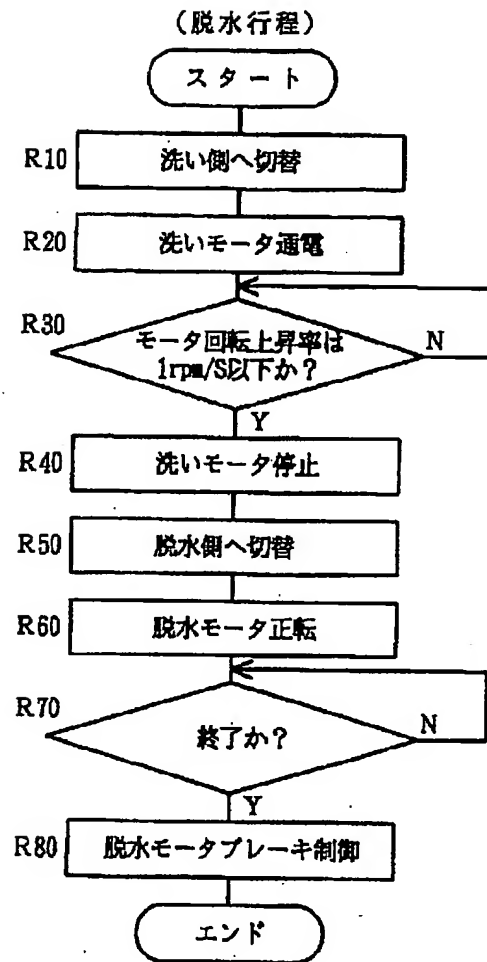 (脱水行程)
スタート
R10
洗い側へ切替
R20
洗いモータ通電
R30
モータ回転上昇率は
1rpm/S以下か?
N
Y
R40
洗いモータ停止
R50
脱水側へ切替
R60
脱水モータ正転
R70
終了か?
N
Y
R80
脱水モータブレーキ制御
エンド